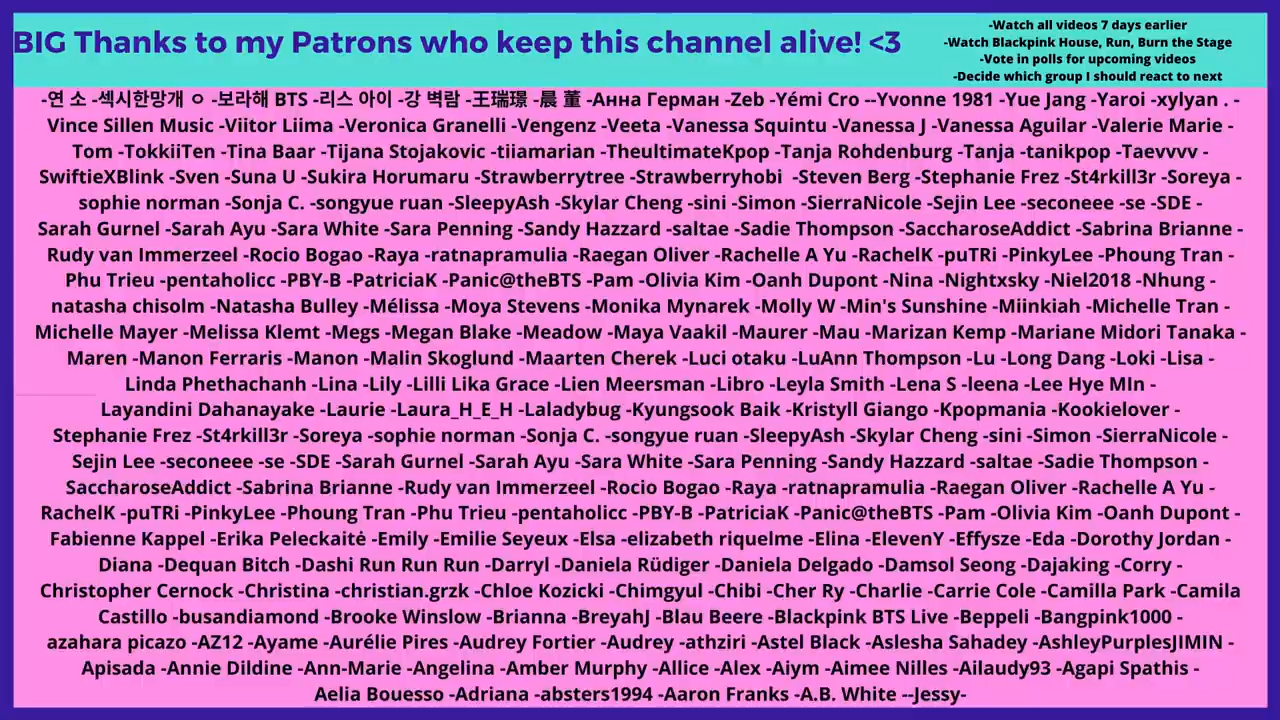 BIG Thanks to my Patrons who keep this channel alive! <3
-Watch all videos 7 days earlier
-Watch Blackpink House, Run, Burn the Stage
-Vote in polls for upcoming videos
-Decide which group I should react to next
-연 소 -섹시한망개 ㅇ -보라해 BTS -리스 아이 -강 벽람 -王瑞璟 -晨 董 -Анна Герман -Zeb -Yémi Cro --Yvonne 1981 -Yue Jang -Yaroi -xylyan . -
Vince Sillen Music -Viitor Liima -Veronica Granelli -Vengenz -Veeta -Vanessa Squintu -Vanessa J -Vanessa Aguilar -Valerie Marie -
Tom -TokkiiTen -Tina Baar -Tijana Stojakovic -tiiamarian -TheultimateKpop -Tanja Rohdenburg -Tanja -tanikpop -Taevvvv -
SwiftieXBlink -Sven -Suna U -Sukira Horumaru -Strawberrytree -Strawberryhobi -Steven Berg -Stephanie Frez -St4rkill3r -Soreya -
sophie norman -Sonja C. -songyue ruan -SleepyAsh -Skylar Cheng -sini -Simon -SierraNicole -Sejin Lee -seconeee -se -SDE -
Sarah Gurnel -Sarah Ayu -Sara White -Sara Penning -Sandy Hazzard -saltae -Sadie Thompson -SaccharoseAddict -Sabrina Brianne -
Rudy van Immerzeel -Rocio Bogao -Raya -ratnapramulia -Raegan Oliver -Rachelle A Yu -RachelK -puTRi -PinkyLee -Phoung Tran -
Phu Trieu -pentaholicc -PBY-B -PatriciaK -Panic@theBTS -Pam -Olivia Kim -Oanh Dupont -Nina -Nightxsky -Niel2018 -Nhung -
natasha chisolm -Natasha Bulley -Mélissa -Moya Stevens -Monika Mynarek -Molly W -Min's Sunshine -Miinkiah -Michelle Tran -
Michelle Mayer -Melissa Klemt -Megs -Megan Blake -Meadow -Maya Vaakil -Maurer -Mau -Marizan Kemp -Mariane Midori Tanaka -
Maren -Manon Ferraris -Manon -Malin Skoglund -Maarten Cherek -Luci otaku -LuAnn Thompson -Lu -Long Dang -Loki -Lisa -
Linda Phethachanh -Lina -Lily -Lilli Lika Grace -Lien Meersman -Libro -Leyla Smith -Lena S -leena -Lee Hye MIn -
Layandini Dahanayake -Laurie -Laura_H_E_H -Laladybug -Kyungsook Baik -Kristyll Giango -Kpopmania -Kookielover -
Stephanie Frez -St4rkill3r -Soreya -sophie norman -Sonja C. -songyue ruan -SleepyAsh -Skylar Cheng -sini -Simon -SierraNicole -
Sejin Lee -seconeee -se -SDE -Sarah Gurnel -Sarah Ayu -Sara White -Sara Penning -Sandy Hazzard -saltae -Sadie Thompson -
SaccharoseAddict -Sabrina Brianne -Rudy van Immerzeel -Rocio Bogao -Raya -ratnapramulia -Raegan Oliver -Rachelle A Yu -
RachelK -puTRi -PinkyLee -Phoung Tran -Phu Trieu -pentaholicc -PBY-B -PatriciaK -Panic@theBTS -Pam -Olivia Kim -Oanh Dupont -
Fabienne Kappel -Erika Peleckaitė -Emily -Emilie Seyeux -Elsa -elizabeth riquelme -Elina -ElevenY -Effysze -Eda -Dorothy Jordan -
Diana -Dequan Bitch -Dashi Run Run Run -Darryl -Daniela Rüdiger -Daniela Delgado -Damsol Seong -Dajaking -Corry -
Christopher Cernock -Christina -christian.grzk -Chloe Kozicki -Chimgyul -Chibi -Cher Ry -Charlie -Carrie Cole -Camilla Park -Camila
Castillo -busandiamond -Brooke Winslow -Brianna -BreyahJ -Blau Beere -Blackpink BTS Live -Beppeli -Bangpink1000 -
azahara picazo -AZ12 -Ayame -Aurélie Pires -Audrey Fortier -Audrey -athziri -Astel Black -Aslesha Sahadey -AshleyPurplesJIMIN -
Apisada -Annie Dildine -Ann-Marie -Angelina -Amber Murphy -Allice -Alex -Aiym -Aimee Nilles -Ailaudy93 -Agapi Spathis -
Aelia Bouesso -Adriana -absters1994 -Aaron Franks -A.B. White --Jessy-